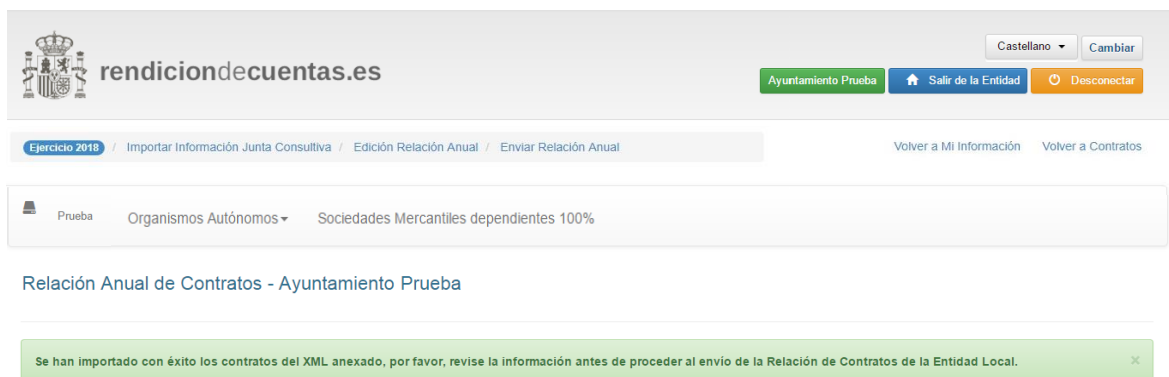 Castellano Cambiar
rendiciondecuentas.es
Ayuntamiento Prueba Salir de la Entidad Desconectar
Ejercicio 2018 / Importar Información Junta Consultiva / Edición Relación Anual / Enviar Relación Anual Volver a Mi Información Volver a Contratos
Prueba Organismos Autónomos Sociedades Mercantiles dependientes 100%
Relación Anual de Contratos - Ayuntamiento Prueba
Se han importado con éxito los contratos del XML anexado, por favor, revise la información antes de proceder al envío de la Relación de Contratos de la Entidad Local. ×